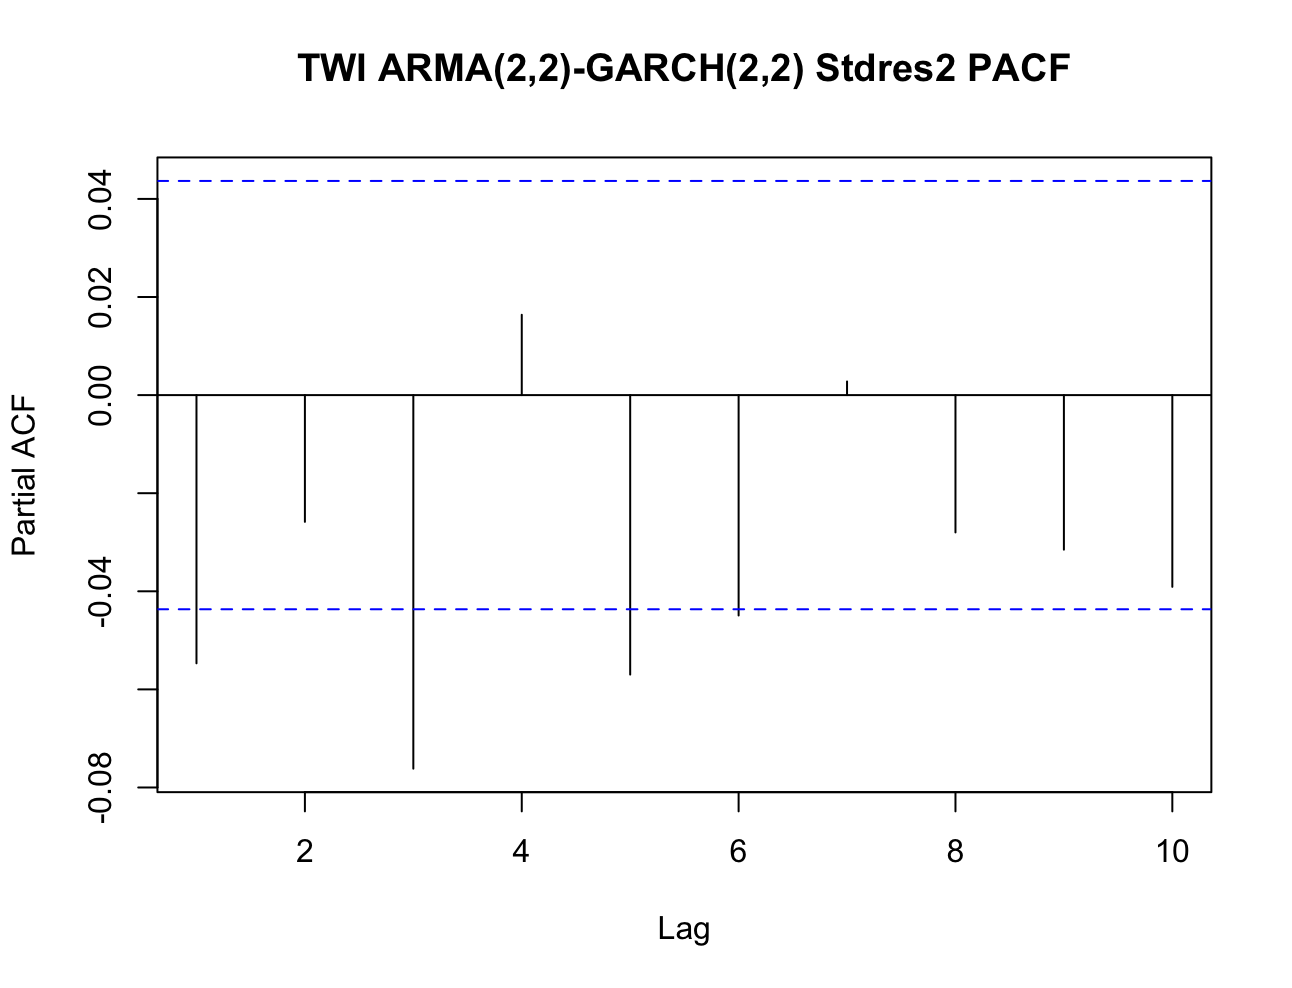 TWI ARMA(2,2)-GARCH(2,2) Stdres2 PACF
Partial ACF
0.04
0.02
0.00
-0.04
-0.08
2 4 6 8 10
Lag